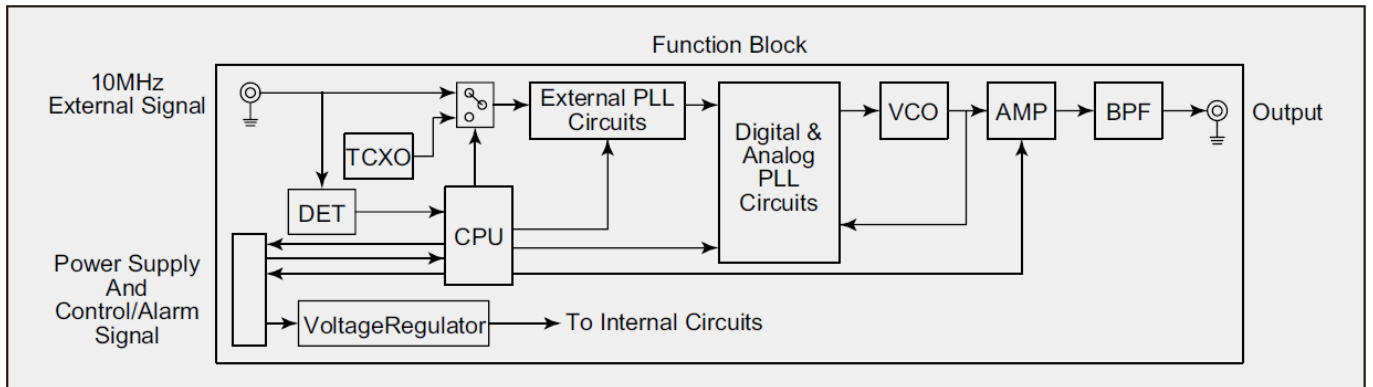 Function Block
10MHz
External Signal
External PLL
Circuits
Digital &
Analog
PLL
Circuits
VCO
AMP
BPF
Output
TCXO
DET
CPU
Power Supply
And
Control/Alarm
Signal
VoltageRegulator
To Internal Circuits